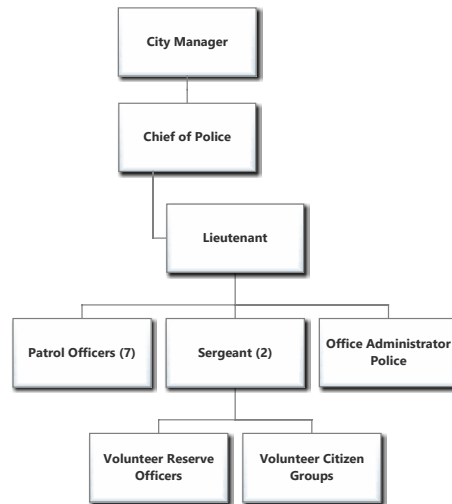 City Manager
Chief of Police
Lieutenant
Patrol Officers (7)
Sergeant (2)
Office Administrator
Police
Volunteer Reserve
Officers
Volunteer Citizen
Groups